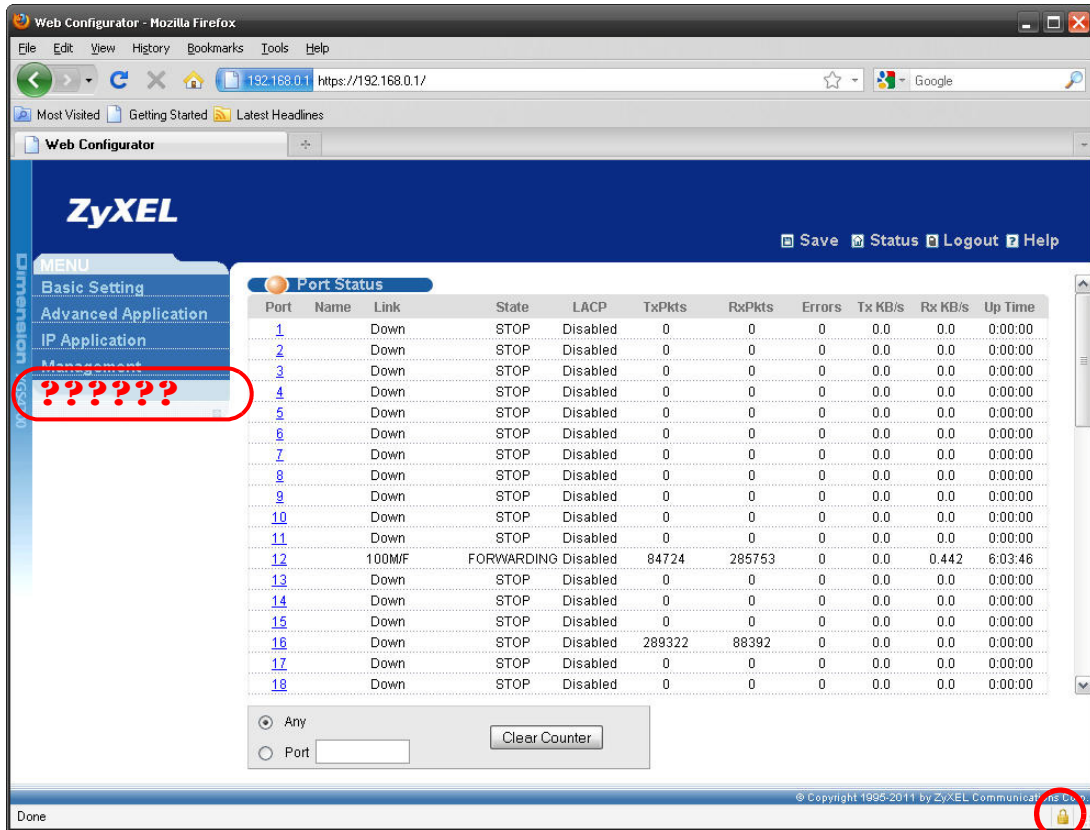 Web Configurator - Mozilla Firefox
File Edit View History Bookmarks Tools Help
192.168.0.1 https://192.168.0.1/ Google
Most Visited Getting Started Latest Headlines
Web Configurator
ZyXEL
Save Status Logout Help
Dimension
MENU
Basic Setting
Advanced Application
IP Application
Management
??????
Port Status
Port Name Link State LACP TxPkts RxPkts Errors Tx KB/s Rx KB/s Up Time
1 Down STOP Disabled 0 0 0 0.0 0.0 0:00:00
2 Down STOP Disabled 0 0 0 0.0 0.0 0:00:00
3 Down STOP Disabled 0 0 0 0.0 0.0 0:00:00
4 Down STOP Disabled 0 0 0 0.0 0.0 0:00:00
5 Down STOP Disabled 0 0 0 0.0 0.0 0:00:00
6 Down STOP Disabled 0 0 0 0.0 0.0 0:00:00
7 Down STOP Disabled 0 0 0 0.0 0.0 0:00:00
8 Down STOP Disabled 0 0 0 0.0 0.0 0:00:00
9 Down STOP Disabled 0 0 0 0.0 0.0 0:00:00
10 Down STOP Disabled 0 0 0 0.0 0.0 0:00:00
11 Down STOP Disabled 0 0 0 0.0 0.0 0:00:00
12 100M/F FORWARDING Disabled 84724 285753 0 0.0 0.442 6:03:46
13 Down STOP Disabled 0 0 0 0.0 0.0 0:00:00
14 Down STOP Disabled 0 0 0 0.0 0.0 0:00:00
15 Down STOP Disabled 0 0 0 0.0 0.0 0:00:00
16 Down STOP Disabled 289322 88392 0 0.0 0.0 0:00:00
17 Down STOP Disabled 0 0 0 0.0 0.0 0:00:00
18 Down STOP Disabled 0 0 0 0.0 0.0 0:00:00
Any
Port
Clear Counter
© Copyright 1995-2011 by ZyXEL Communications Corp.
Done